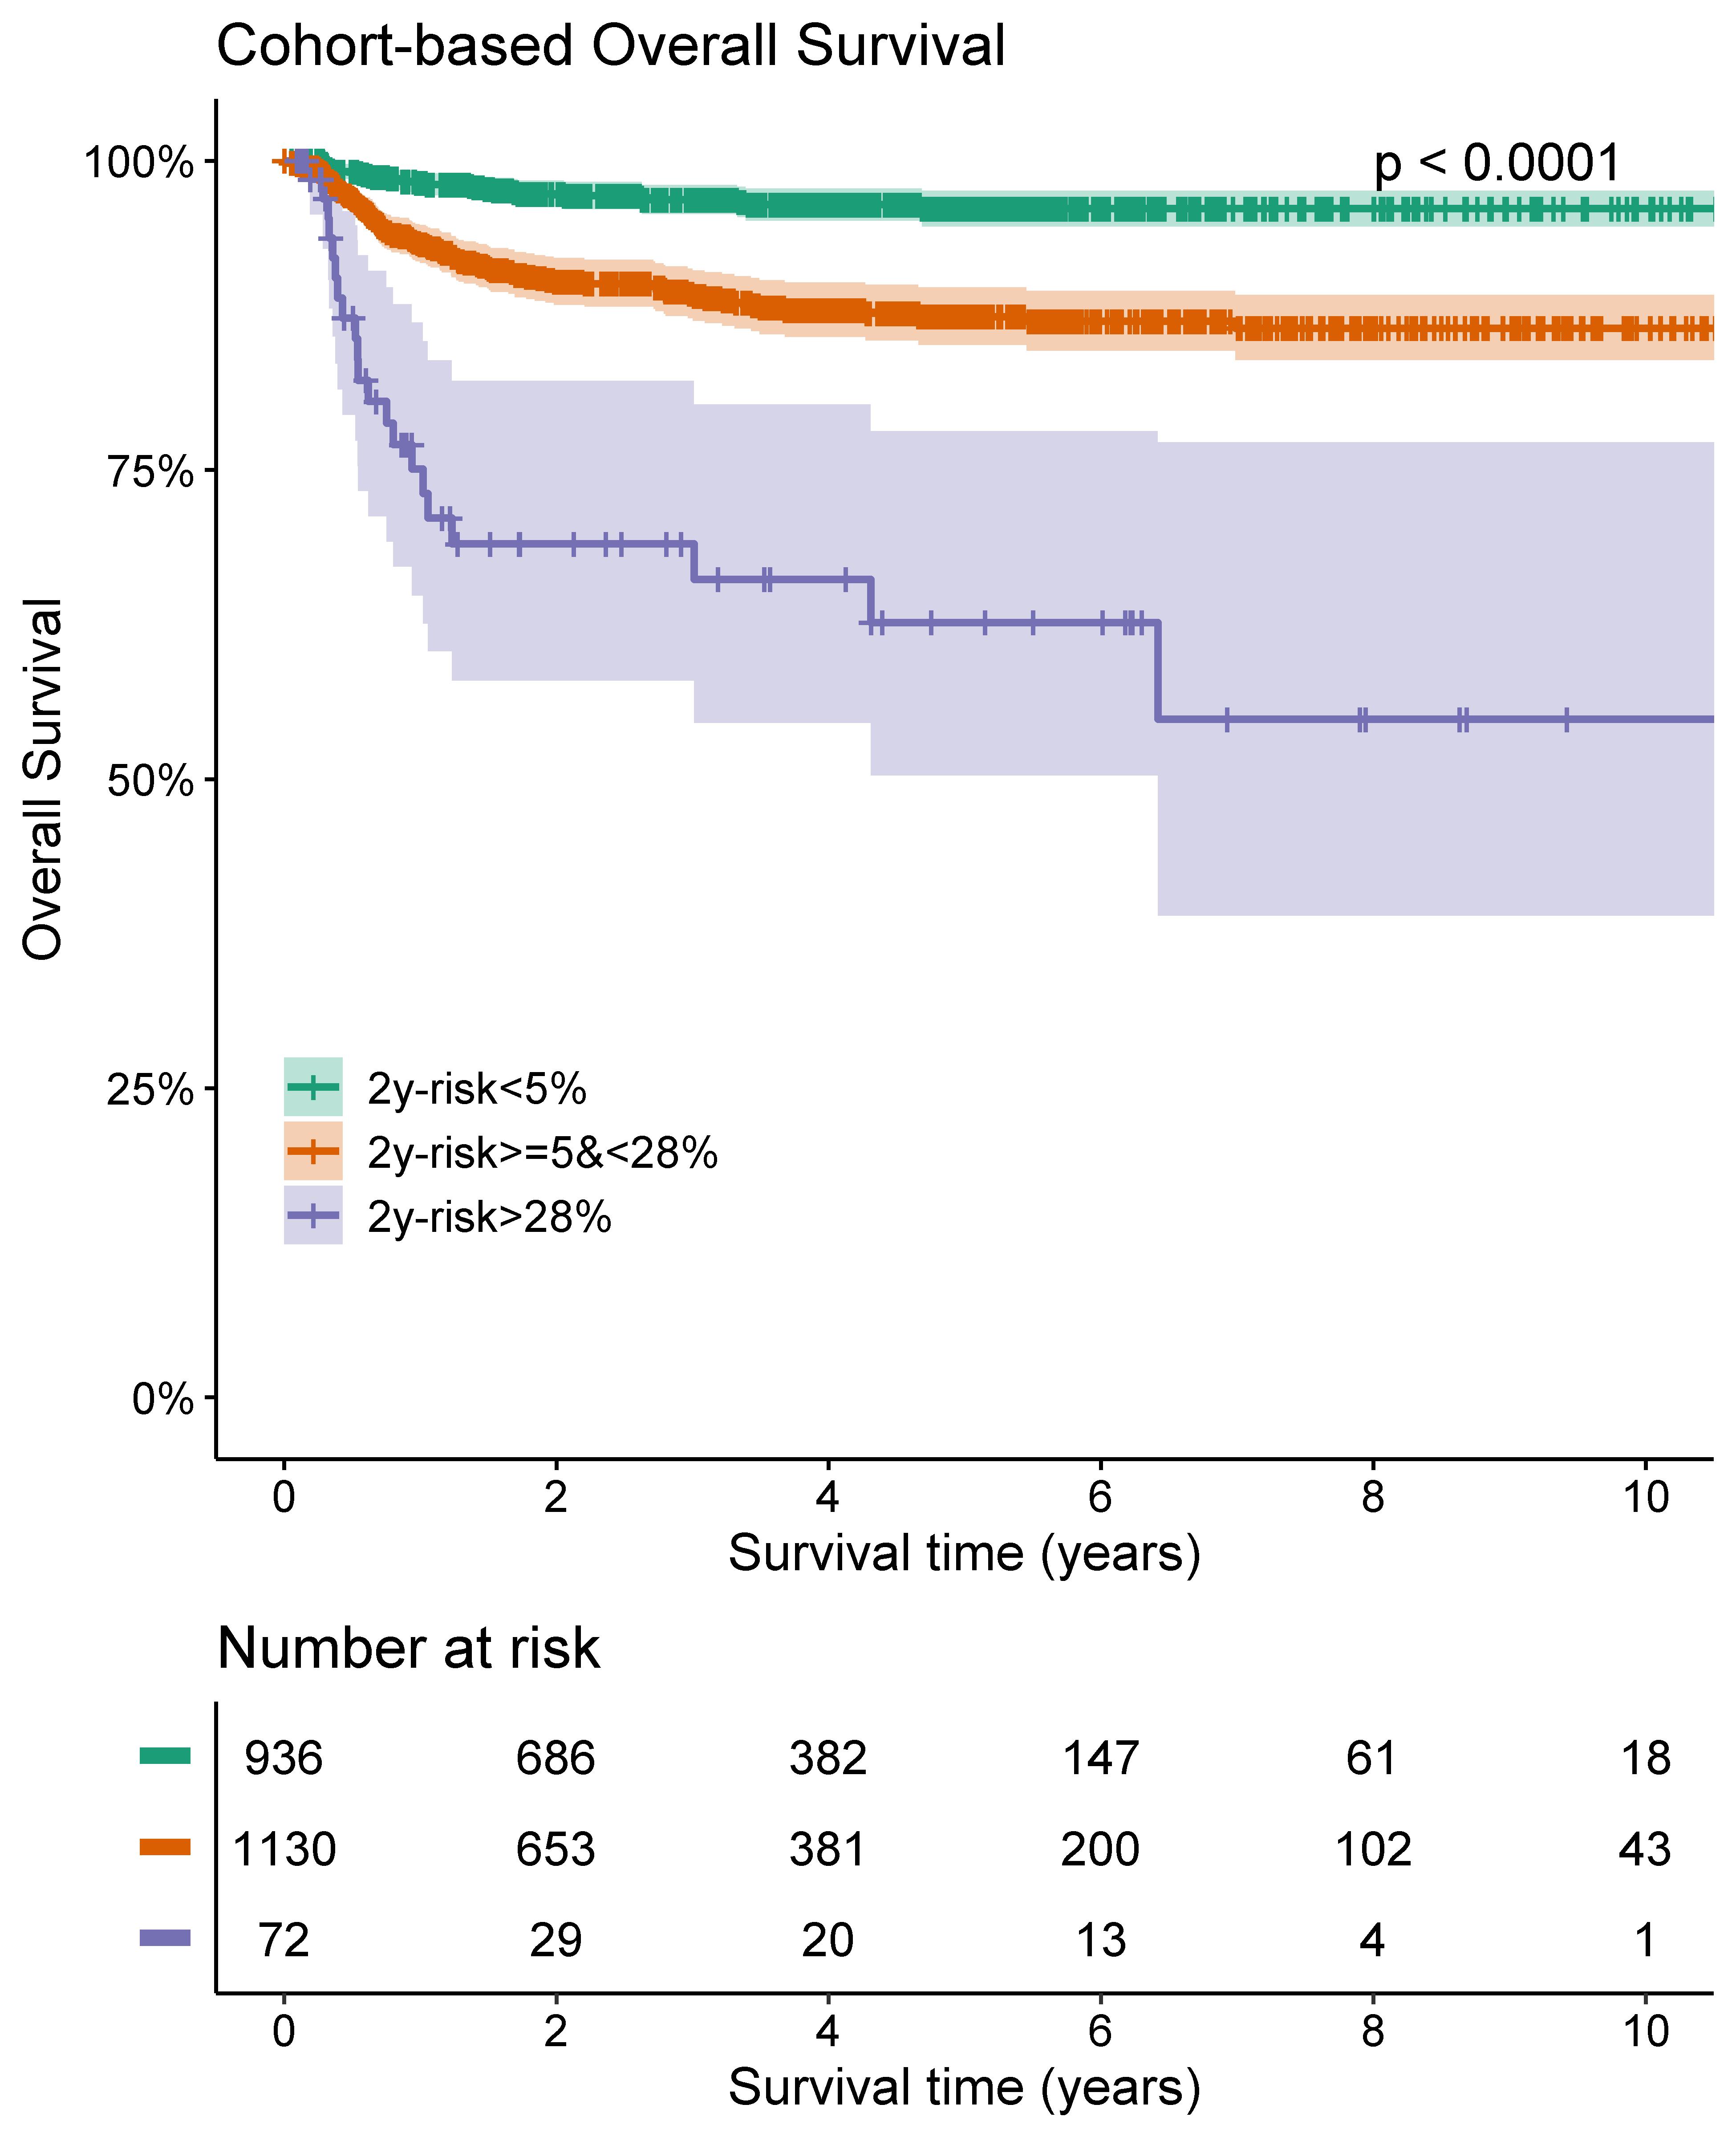 Cohort-based Overall Survival
p < 0.0001
100%
75%
50%
25%
0%
Overall Survival
2y-risk<5%
2y-risk>=5&<28%
2y-risk>28%
0 2 4 6 8 10
Survival time (years)
Number at risk
936 686 382 147 61 18
1130 653 381 200 102 43
72 29 20 13 4 1
0 2 4 6 8 10
Survival time (years)